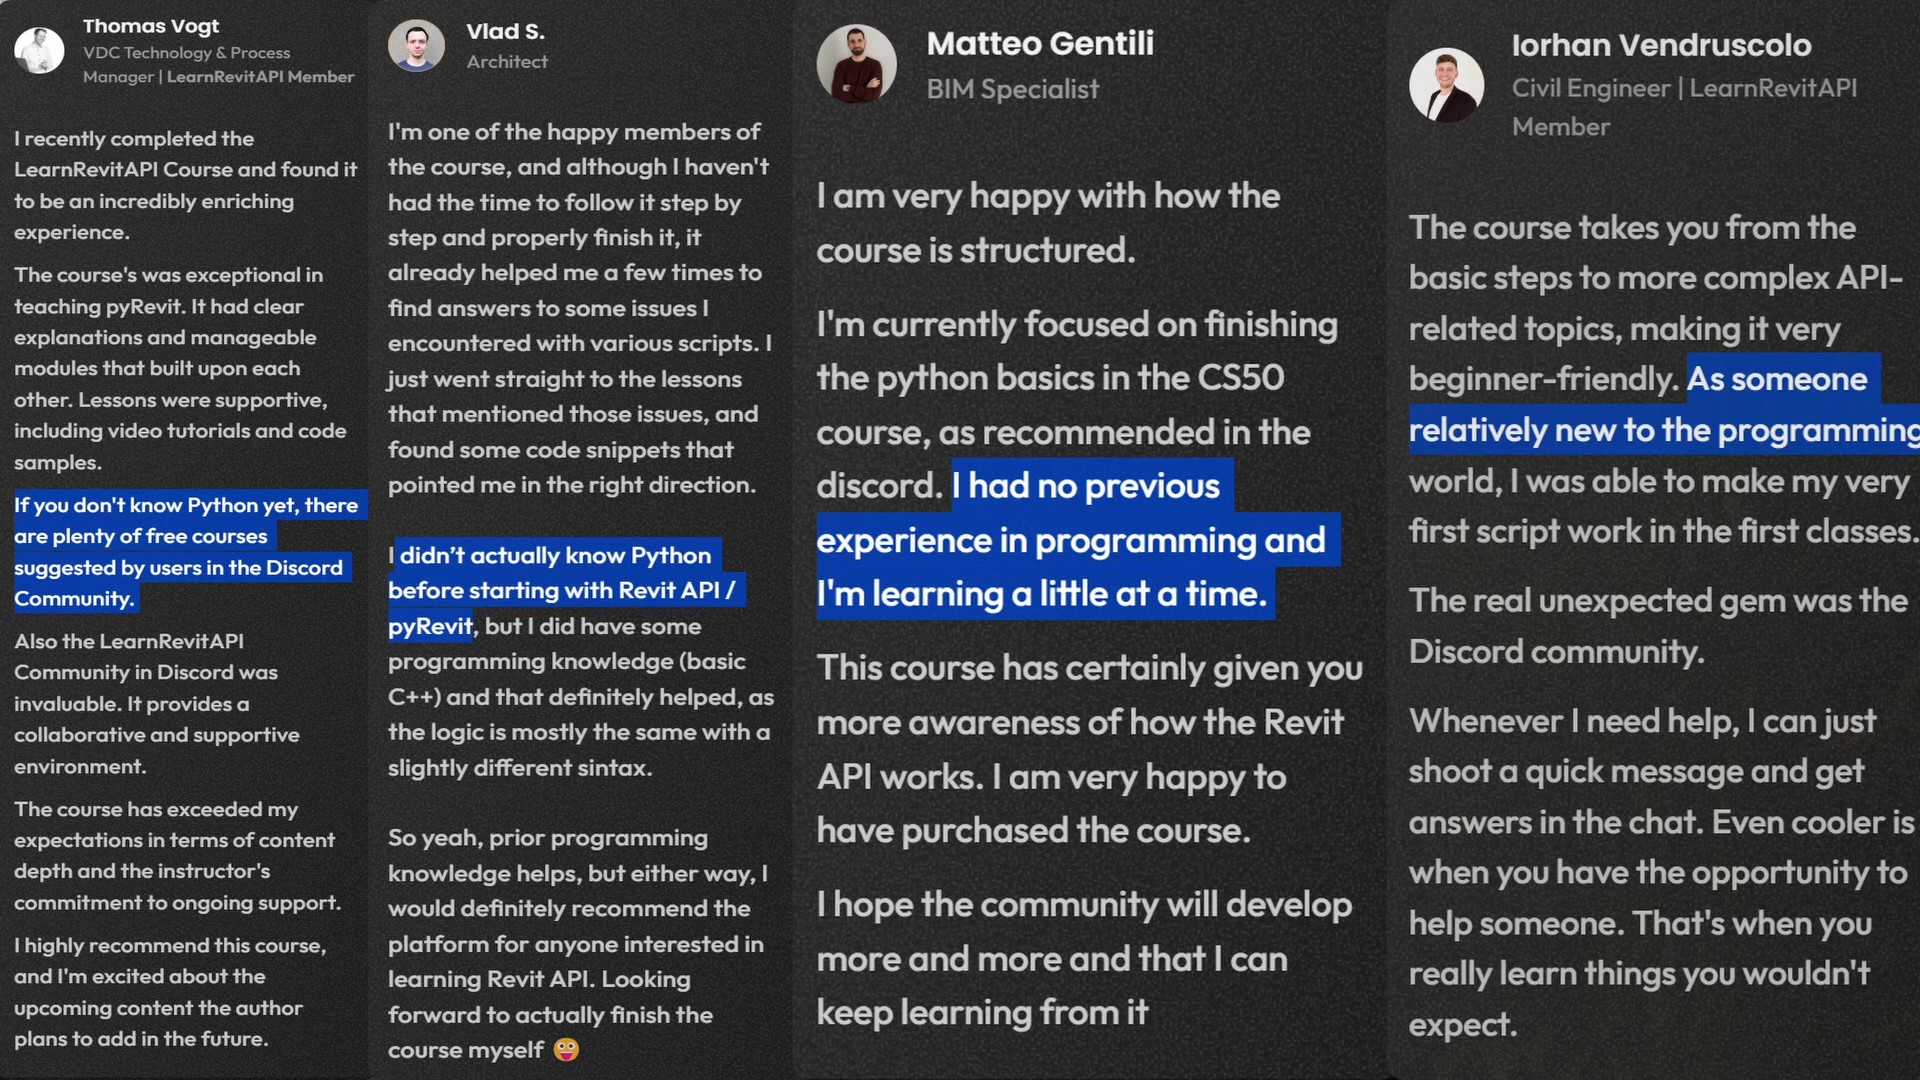 Thomas Vogt
VDC Technology & Process
Manager | LearnRevitAPI Member
I recently completed the
LearnRevitAPI Course and found it
to be an incredibly enriching
experience.
The course's was exceptional in
teaching pyRevit. It had clear
explanations and manageable
modules that built upon each
other. Lessons were supportive,
including video tutorials and code
samples.
If you don't know Python yet, there
are plenty of free courses
suggested by users in the Discord
Community.
Also the LearnRevitAPI
Community in Discord was
invaluable. It provides a
collaborative and supportive
environment.
The course has exceeded my
expectations in terms of content
depth and the instructor's
commitment to ongoing support.
I highly recommend this course,
and I'm excited about the
upcoming content the author
plans to add in the future.
Vlad S.
Architect
I'm one of the happy members of
the course, and although I haven't
had the time to follow it step by
step and properly finish it, it
already helped me a few times to
find answers to some issues I
encountered with various scripts. I
just went straight to the lessons
that mentioned those issues, and
found some code snippets that
pointed me in the right direction.
I didn’t actually know Python
before starting with Revit API /
pyRevit, but I did have some
programming knowledge (basic
C++) and that definitely helped, as
the logic is mostly the same with a
slightly different sintax.
So yeah, prior programming
knowledge helps, but either way, I
would definitely recommend the
platform for anyone interested in
learning Revit API. Looking
forward to actually finish the
course myself 😛
Matteo Gentili
BIM Specialist
I am very happy with how the
course is structured.
I'm currently focused on finishing
the python basics in the CS50
course, as recommended in the
discord. I had no previous
experience in programming and
I'm learning a little at a time.
This course has certainly given you
more awareness of how the Revit
API works. I am very happy to
have purchased the course.
I hope the community will develop
more and more and that I can
keep learning from it
Iorhan Vendruscolo
Civil Engineer | LearnRevitAPI
Member
The course takes you from the
basic steps to more complex API-
related topics, making it very
beginner-friendly. As someone
relatively new to the programming
world, I was able to make my very
first script work in the first classes.
The real unexpected gem was the
Discord community.
Whenever I need help, I can just
shoot a quick message and get
answers in the chat. Even cooler is
when you have the opportunity to
help someone. That's when you
really learn things you wouldn't
expect.